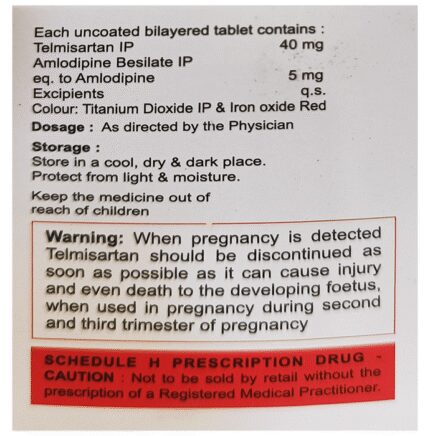 Each uncoated bilayered tablet contains :
Telmisartan IP 40 mg
Amlodipine Besilate IP
eq. to Amlodipine 5 mg
Excipients q.s.
Colour: Titanium Dioxide IP & Iron oxide Red
Dosage : As directed by the Physician
Storage :
Store in a cool, dry & dark place.
Protect from light & moisture.
Keep the medicine out of
reach of children
Warning: When pregnancy is detected
Telmisartan should be discontinued as
soon as possible as it can cause injury
and even death to the developing foetus,
when used in pregnancy during second
and third trimester of pregnancy
SCHEDULE H PRESCRIPTION DRUG -
CAUTION : Not to be sold by retail without the
prescription of a Registered Medical Practitioner.